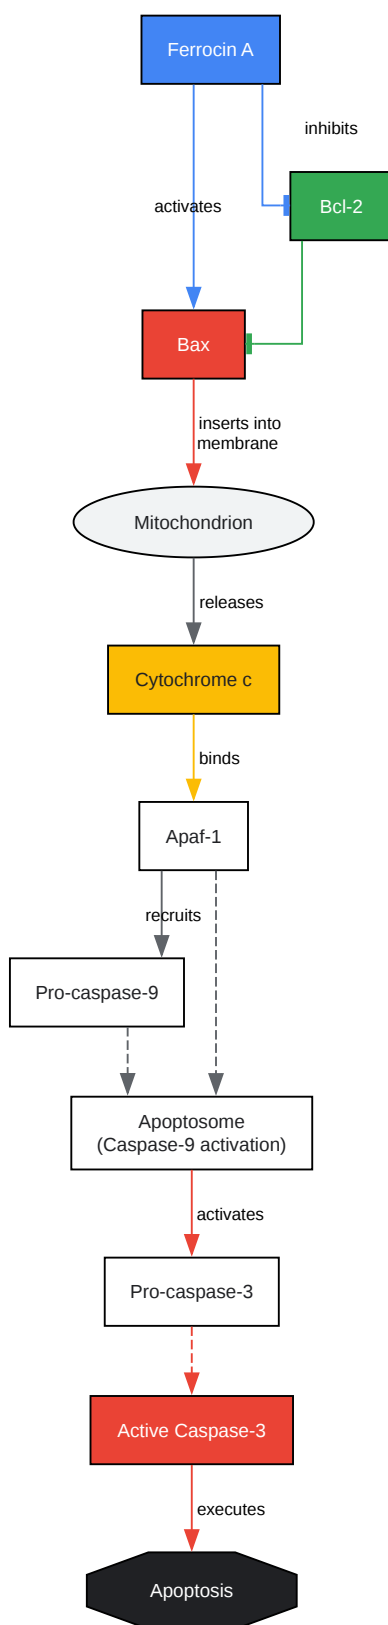 Ferrocin A
inhibits
Bcl-2
activates
Bax
inserts into
membrane
Mitochondrion
releases
Cytochrome c
binds
Apaf-1
recruits
Pro-caspase-9
Apoptosome
(Caspase-9 activation)
activates
Pro-caspase-3
Active Caspase-3
executes
Apoptosis